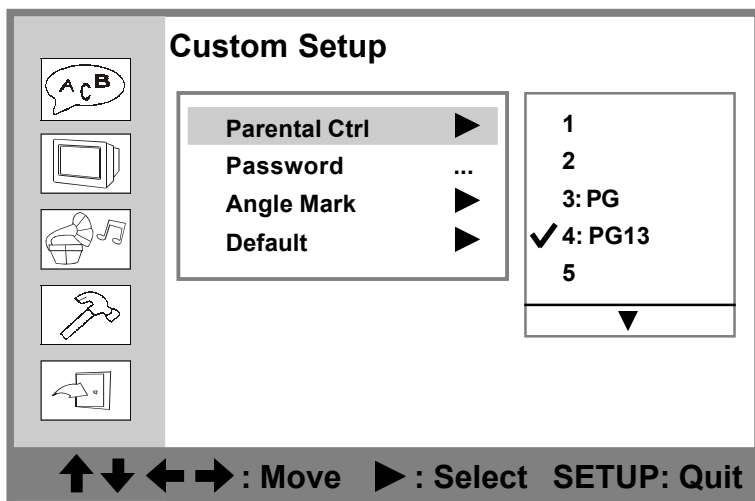 Custom Setup
A C B
Parental Ctrl ▶
Password ...
Angle Mark ▶
Default ▶
1
2
3: PG
✓ 4: PG13
5
▼
↑↓←→: Move ▶: Select SETUP: Quit